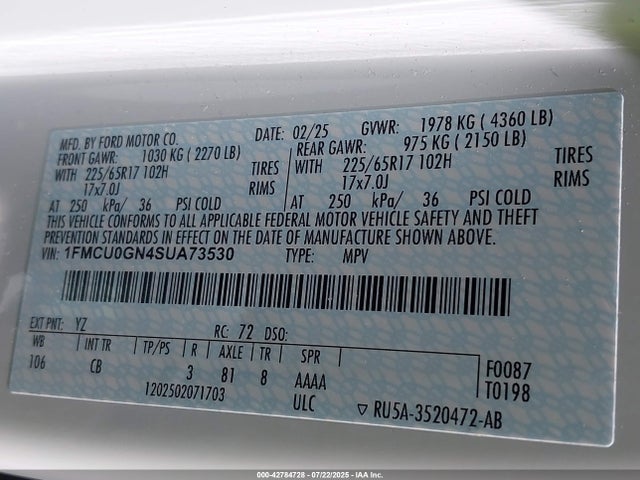 MFD. BY FORD MOTOR CO.
DATE: 02/25 GVWR: 1978 KG ( 4360 LB)
FRONT GAWR: 1030 KG ( 2270 LB)
REAR GAWR: 975 KG ( 2150 LB)
WITH 225/65R17 102H TIRES
WITH 225/65R17 102H TIRES
17x7.0J RIMS
17x7.0J RIMS
AT 250 kPa/ 36 PSI COLD
AT 250 kPa/ 36 PSI COLD
THIS VEHICLE CONFORMS TO ALL APPLICABLE FEDERAL MOTOR VEHICLE SAFETY AND THEFT
PREVENTION STANDARDS IN EFFECT ON THE DATE OF MANUFACTURE SHOWN ABOVE.
VIN: 1FMCU0GN4SUA73530 TYPE: MPV
EXT PNT: YZ RC: 72 DSO:
WB INT TR TP/PS R AXLE TR SPR
106 CB 3 81 8 AAAA
F0087
T0198
1202502071703 ULC
▽ RU5A-3520472-AB
000-42784728 - 07/22/2025 - IAA Inc.